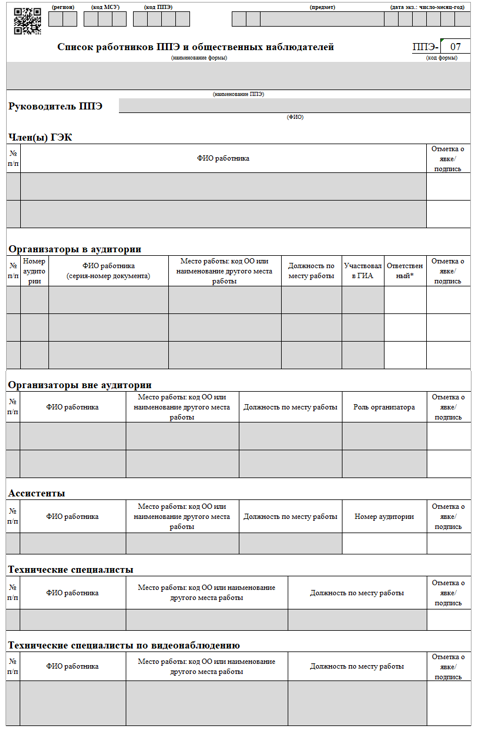 (регион) (код МСУ) (код ППЭ) (предмет) (дата экз.: число-месяц-год)
Список работников ППЭ и общественных наблюдателей ППЭ- 07
(наименование формы) (код формы)
(наименование ППЭ)
Руководитель ППЭ
(ФИО)
Член(ы) ГЭК
№ п/п ФИО работника Отметка о явке/ подпись
Организаторы в аудитории
№ п/п Номер аудито рии ФИО работника (серия-номер документа) Место работы: код ОО или наименование другого места работы Должность по месту работы Участвовал в ГИА Ответствен ный* Отметка о явке/ подпись
Организаторы вне аудитории
№ п/п ФИО работника Место работы: код ОО или наименование другого места работы Должность по месту работы Роль организатора Отметка о явке/ подпись
Ассистенты
№ п/п ФИО работника Место работы: код ОО или наименование другого места работы Должность по месту работы Номер аудитории Отметка о явке/ подпись
Технические специалисты
№ п/п ФИО работника Место работы: код ОО или наименование другого места работы Должность по месту работы Отметка о явке/ подпись
Технические специалисты по видеонаблюдению
№ п/п ФИО работника Место работы: код ОО или наименование другого места работы Должность по месту работы Отметка о явке/ подпись